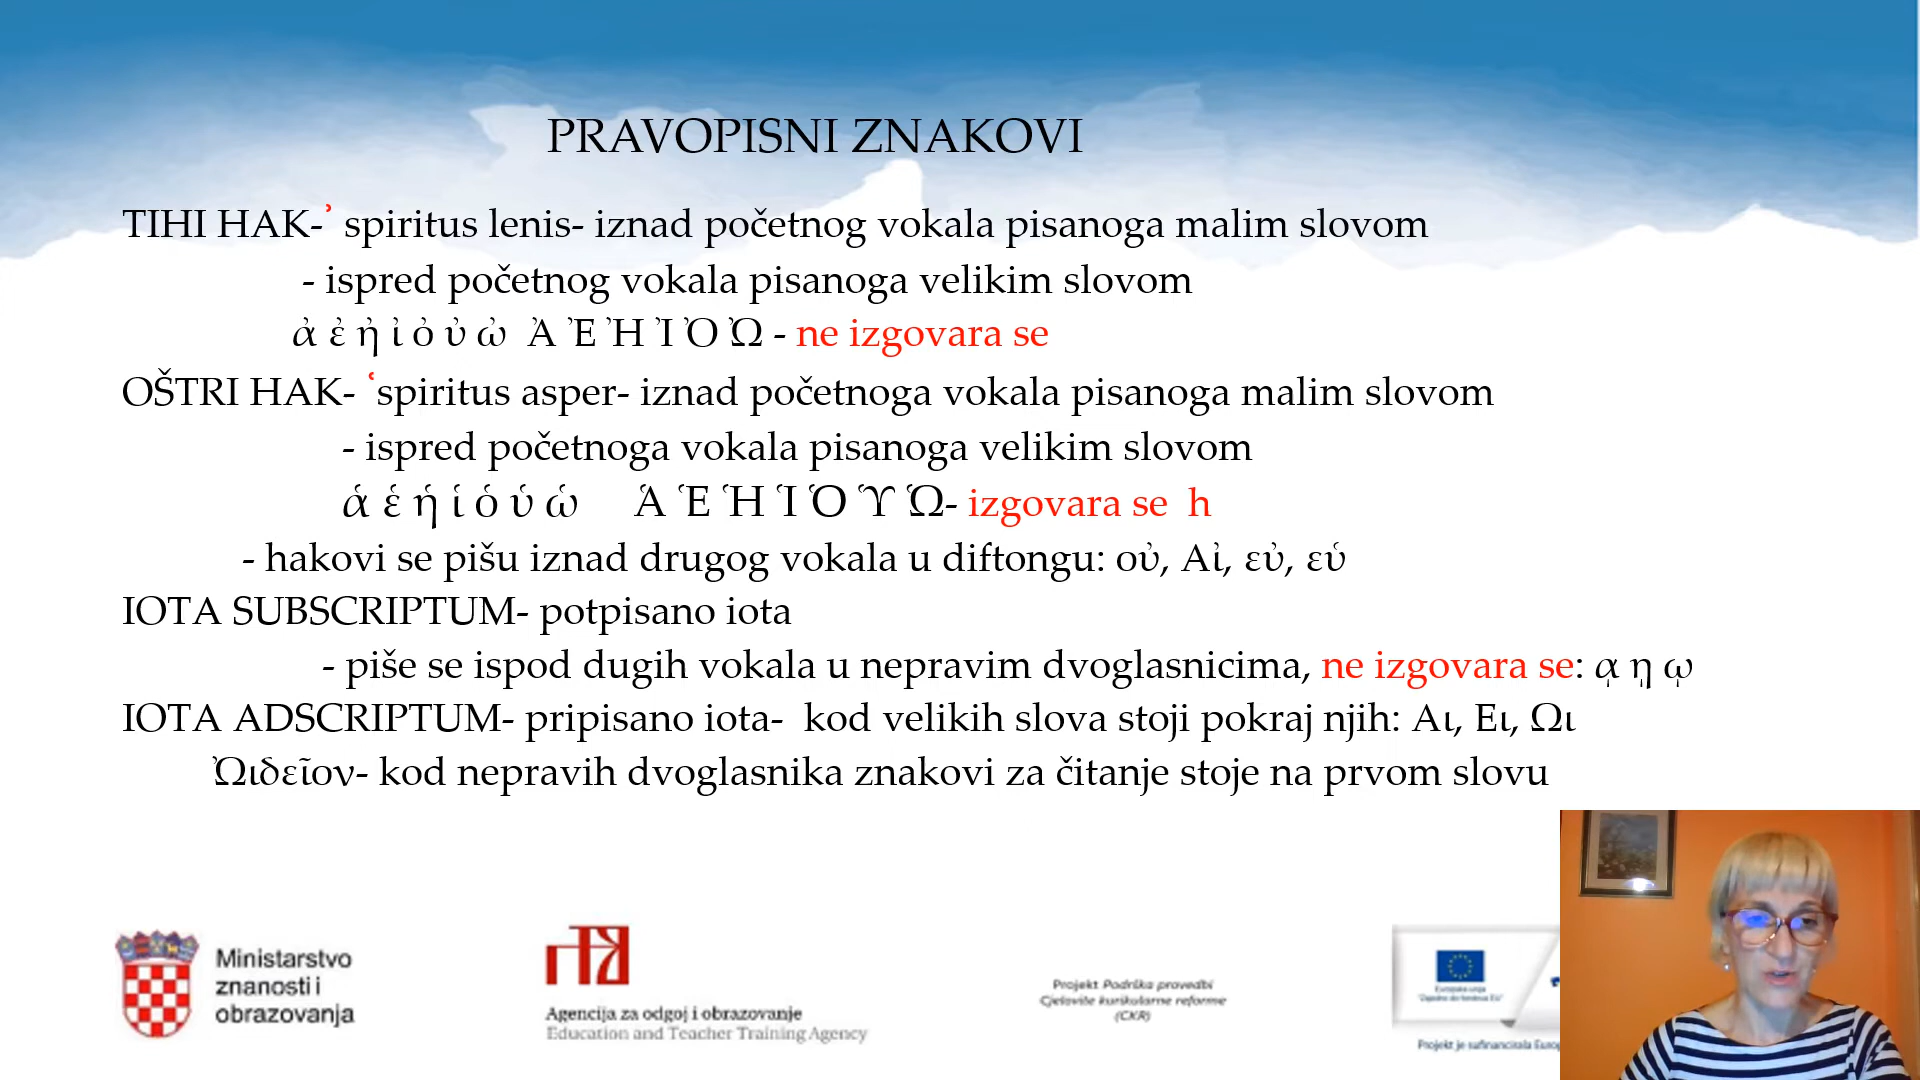 PRAVOPISNI ZNAKOVI
TIHI HAK-᾿ spiritus lenis- iznad početnog vokala pisanoga malim slovom
- ispred početnog vokala pisanoga velikim slovom
ἀ ἐ ἠ ἰ ὀ ὐ ὠ Ἀ Ἐ Ἠ Ἰ Ὀ Ὠ - ne izgovara se
OŠTRI HAK- ῾spiritus asper- iznad početnoga vokala pisanoga malim slovom
- ispred početnoga vokala pisanoga velikim slovom
ἁ ἑ ἡ ἱ ὁ ὑ ὡ Ἁ Ἑ Ἡ Ἱ Ὁ Ὑ Ὡ- izgovara se h
- hakovi se pišu iznad drugog vokala u diftongu: οὐ, Αἰ, εὐ, εὑ
IOTA SUBSCRIPTUM- potpisano iota
- piše se ispod dugih vokala u nepravim dvoglasnicima, ne izgovara se: ᾳ ῃ ῳ
IOTA ADSCRIPTUM- pripisano iota- kod velikih slova stoji pokraj njih: Αι, Ει, Ωι
Ὠιδεῖον- kod nepravih dvoglasnika znakovi za čitanje stoje na prvom slovu
Ministarstvo
znanosti i
obrazovanja
Agencija za odgoj i obrazovanje
Education and Teacher Training Agency
Projekt Podrška provedbi
Cjelovite kurikularne reforme
(CKR)
Europska unija
Projekt je sufinancirala